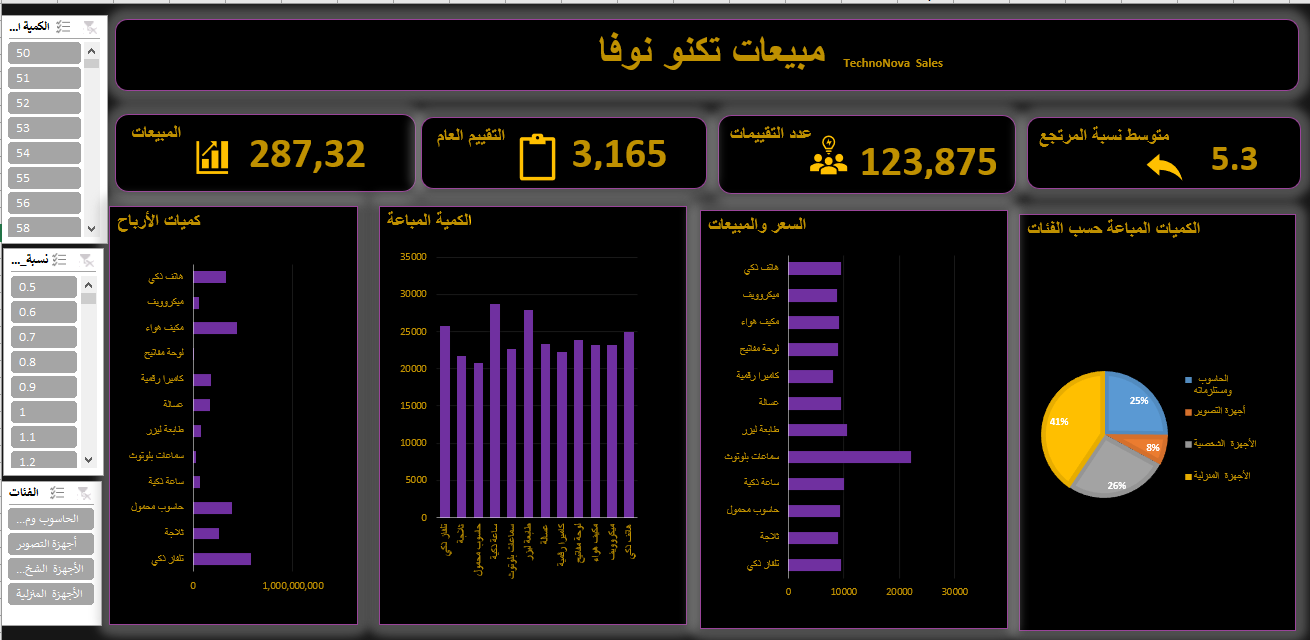 مبيعات تكنو نوفا TechnoNova Sales
الكمية ا...
50
51
52
53
54
55
56
58
نسبة_...
0.5
0.6
0.7
0.8
0.9
1
1.1
1.2
الفئات
الحاسوب وم...
أجهزة التصوير
الأجهزة الشخ...
الأجهزة المنزلية
المبيعات
287,32
التقييم العام
3,165
عدد التقييمات
123,875
متوسط نسبة المرتجع
5.3
كميات الأرباح
هاتف ذكي
ميكروويف
مكيف هواء
لوحة مفاتيح
كاميرا رقمية
عسالة
طابعة ليزر
سماعات بلوتوث
ساعة ذكية
حاسوب محمول
ثلاجة
تلفاز ذكي
0 1,000,000,000
الكمية المباعة
35000
30000
25000
20000
15000
10000
5000
0
تلفاز ذكي
ثلاجة
حاسوب محمول
ساعة ذكية
سماعات بلوتوث
طابعة ليزر
عسالة
كاميرا رقمية
لوحة مفاتيح
مكيف هواء
ميكروويف
هاتف ذكي
السعر والمبيعات
هاتف ذكي
ميكروويف
مكيف هواء
لوحة مفاتيح
كاميرا رقمية
عسالة
طابعة ليزر
سماعات بلوتوث
ساعة ذكية
حاسوب محمول
ثلاجة
تلفاز ذكي
0 10000 20000 30000
الكميات المباعة حسب الفئات
25%
8%
26%
41%
الحاسوب
ومستلزماته
أجهزة التصوير
الأجهزة الشخصية
الأجهزة المنزلية